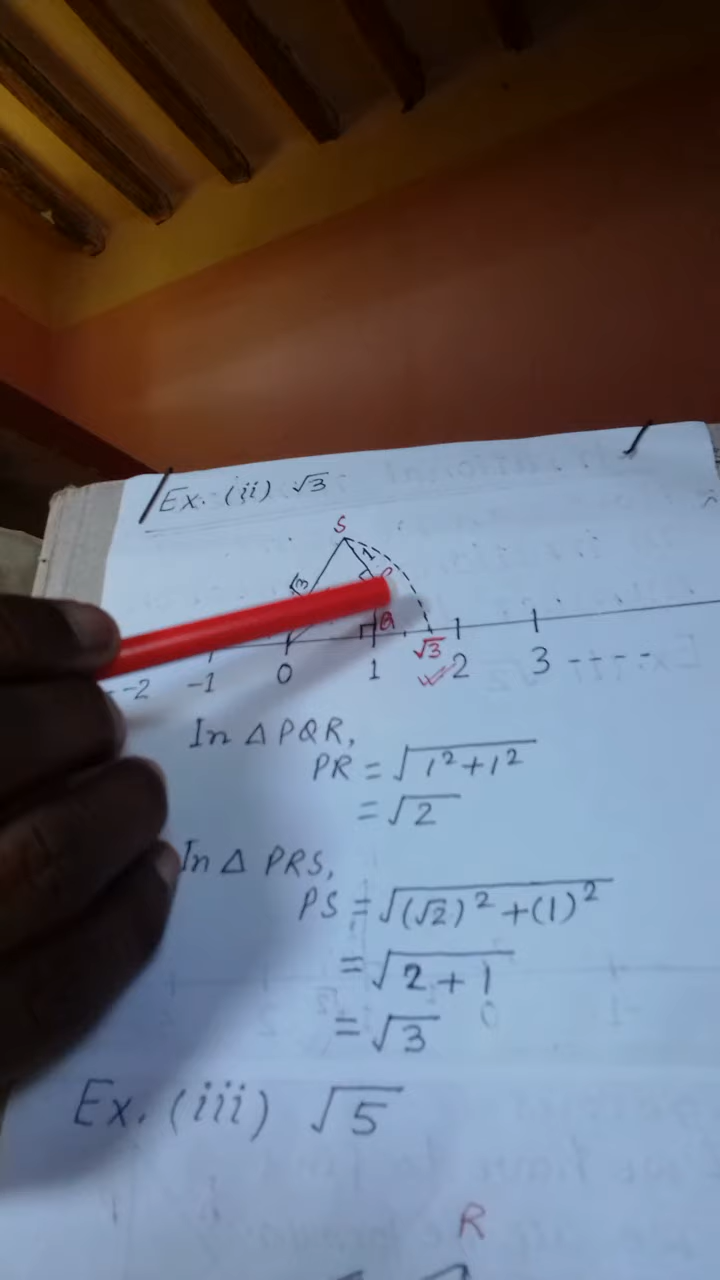 Ex. (ii) √3
S
1
√3
Q
√3
-2 -1 0 1 2 3 ----
In △ PQR,
PR = √1²+1²
= √2
In △ PRS,
PS = √(√2)²+(1)²
= √2+1
= √3
Ex. (iii) √5
R